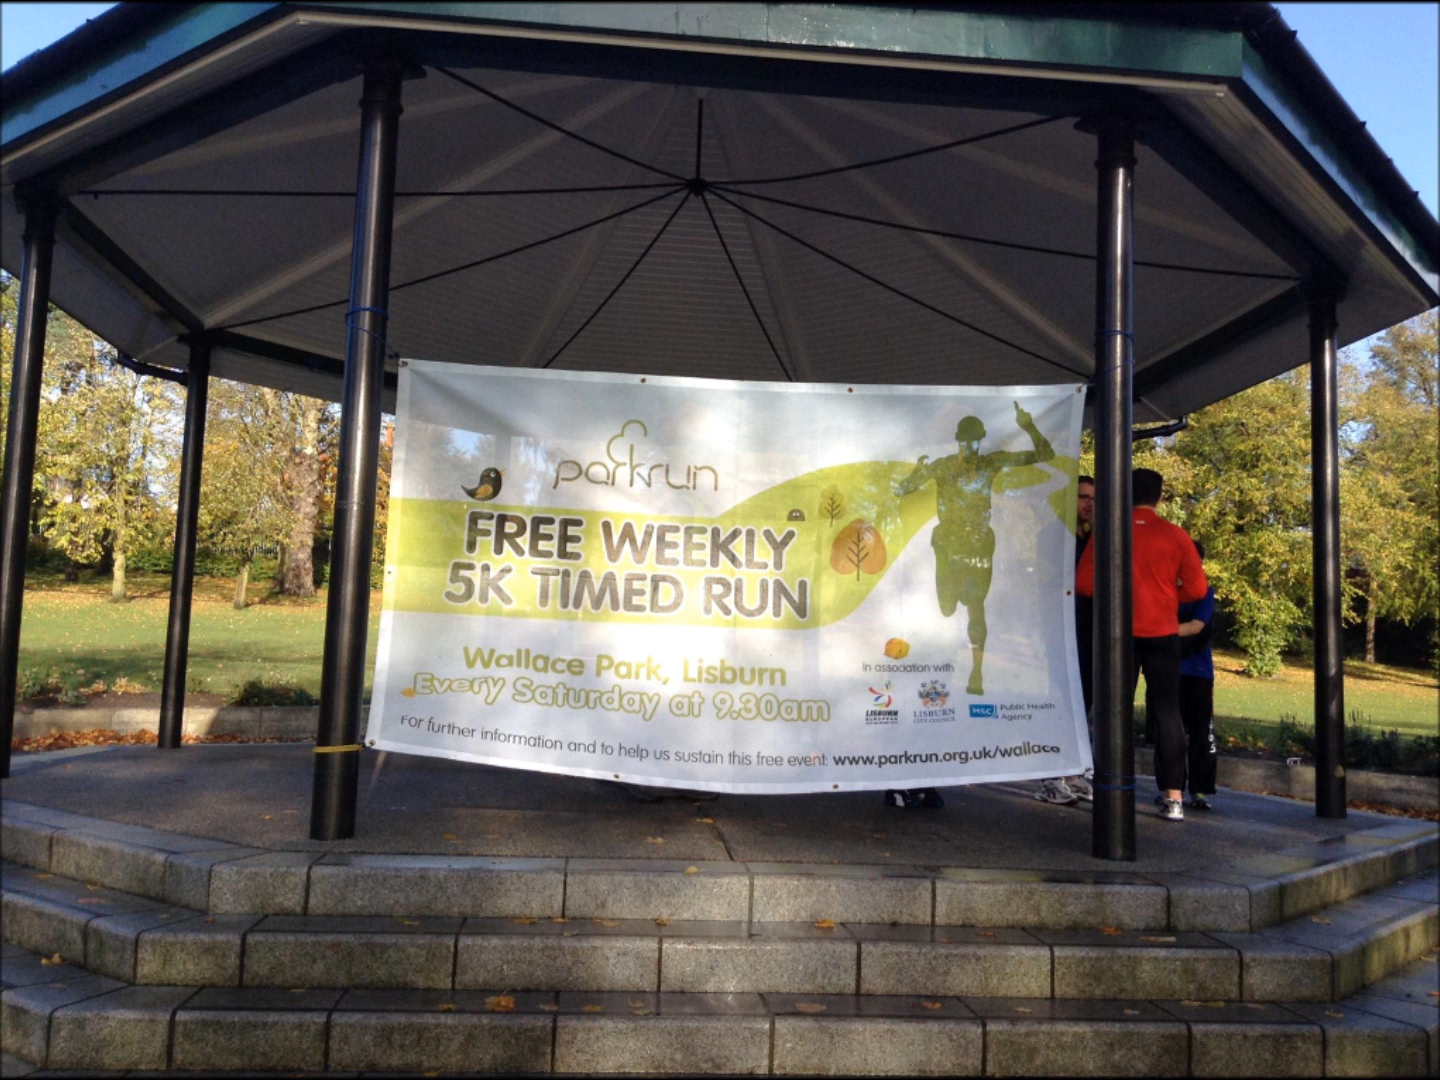 parkrun
FREE WEEKLY
5K TIMED RUN
Wallace Park, Lisburn
Every Saturday at 9.30am
For further information and to help us sustain this free event: www.parkrun.org.uk/wallace
In association with
LISBURN
LISBURN
CITY COUNCIL
HSC Public Health
Agency